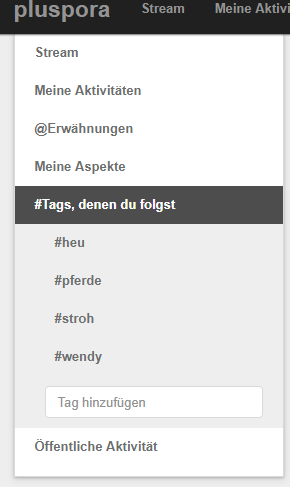 pluspora Stream Meine Aktivi
Stream
Meine Aktivitäten
@Erwähnungen
Meine Aspekte
#Tags, denen du folgst
#heu
#pferde
#stroh
#wendy
Tag hinzufügen
Öffentliche Aktivität